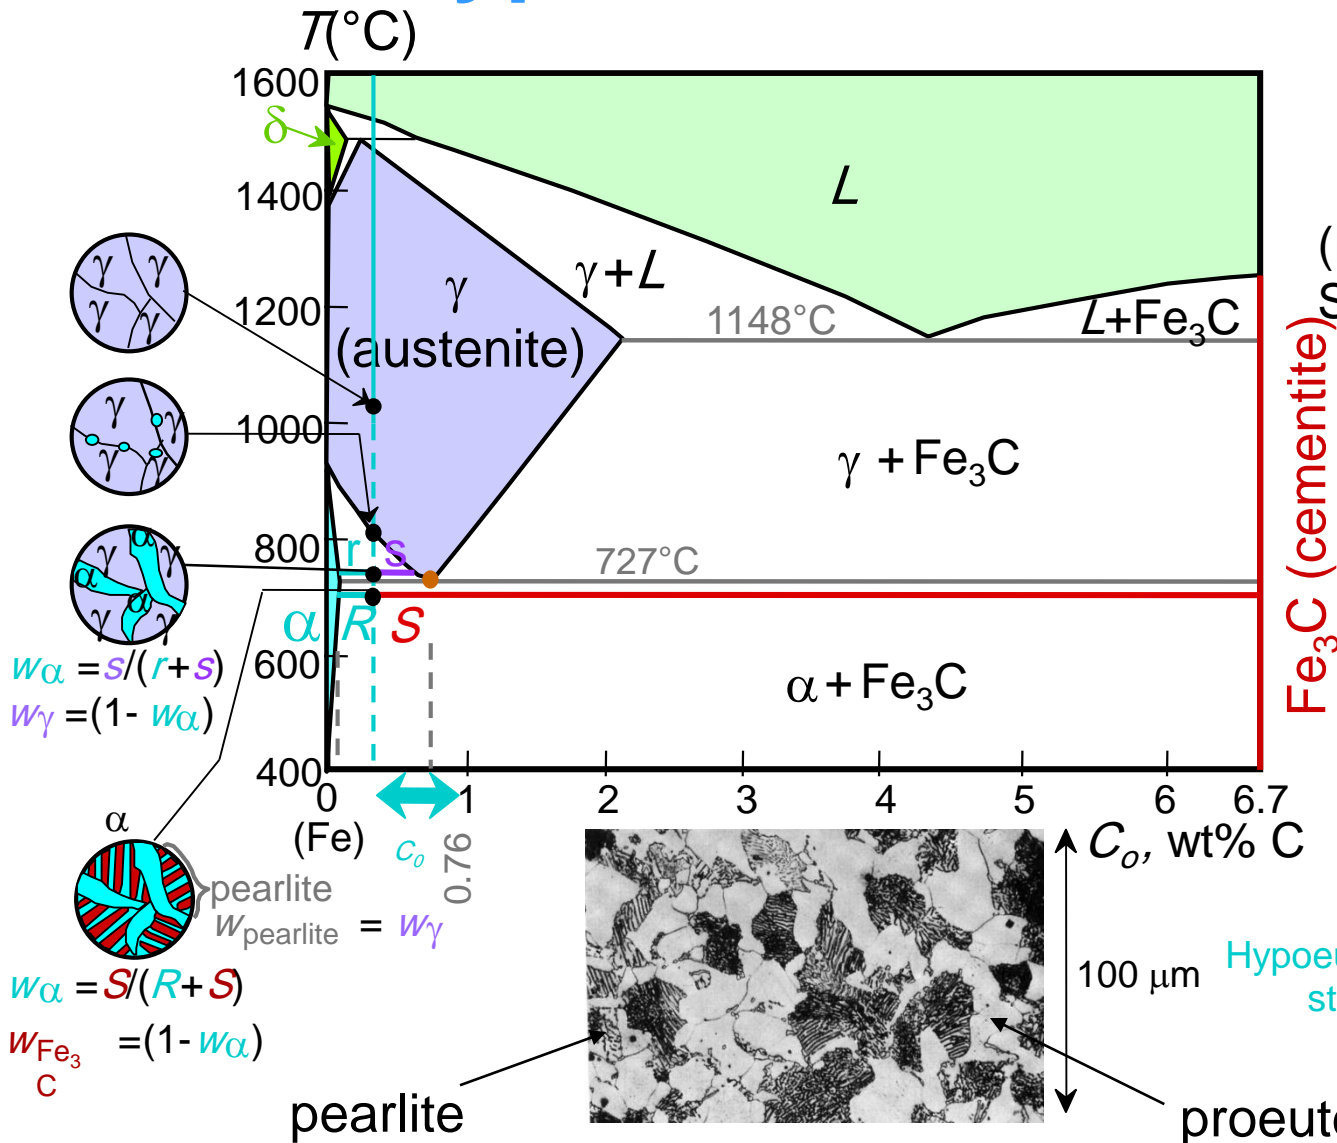 T(°C)
1600
δ
1400
L
γ+L
γ
(austenite)
1200
1148°C
L+Fe3C
γ γ
γ γ
1000
γ + Fe3C
γ
γ
γ γ
Fe3C (cementite)
800
r s
727°C
α
γ γ
α
α
γ γ
α R S
600
wα =s/(r+s)
wγ =(1- wα)
α + Fe3C
400
0 1 2 3 4 5 6 6.7
(Fe)
Co
0.76
Co, wt% C
α
pearlite
wpearlite = wγ
100 μm
wα =S/(R+S)
wFe3C =(1- wα)
pearlite